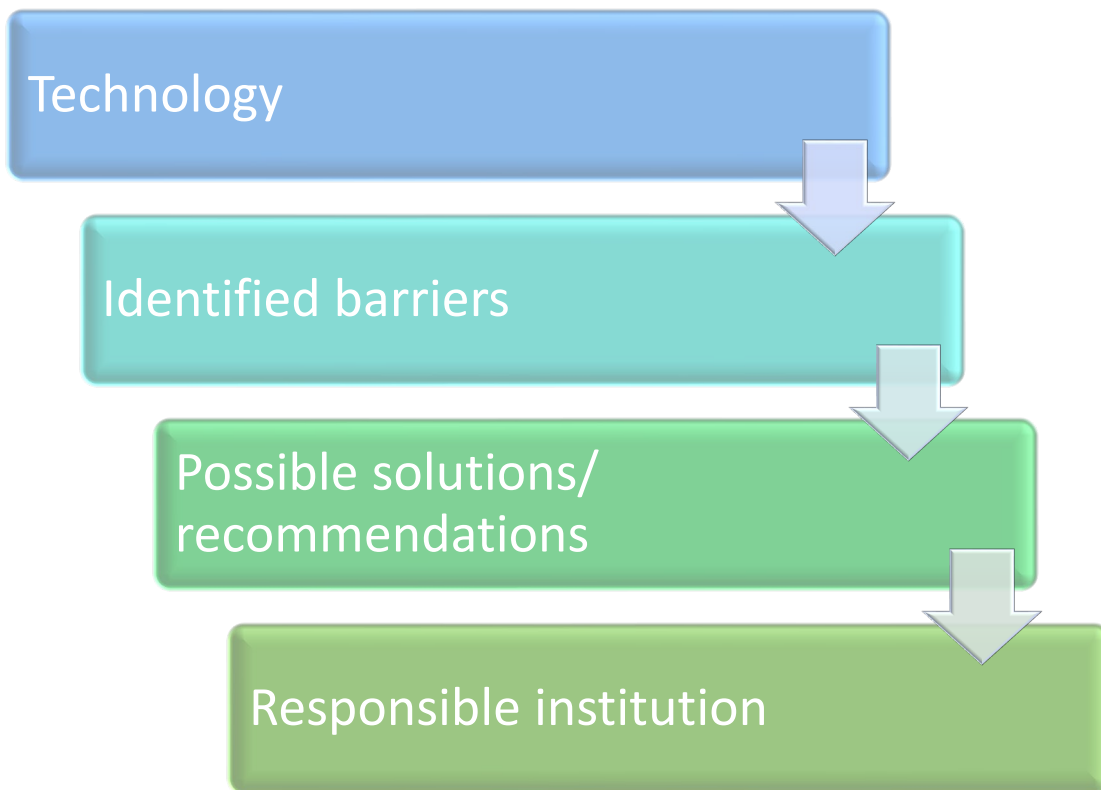 Technology
Identified barriers
Possible solutions/
recommendations
Responsible institution